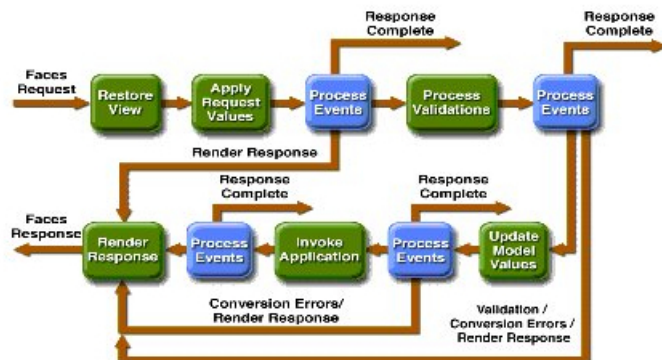 Response
Complete
Response
Complete
Faces
Request
Restore
View
Apply
Request
Values
Process
Events
Process
Validations
Process
Events
Render Response
Response
Complete
Response
Complete
Faces
Response
Render
Response
Process
Events
Invoke
Application
Process
Events
Update
Model
Values
Conversion Errors/
Render Response
Validation /
Conversion Errors /
Render Response